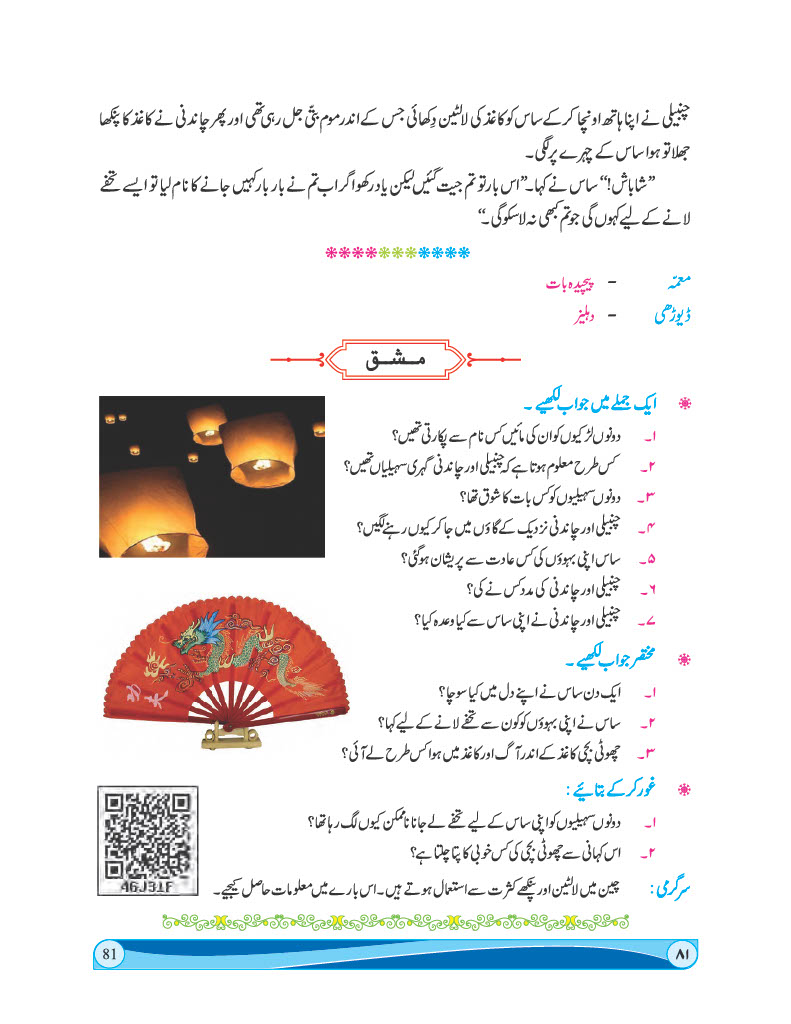 چنبیلی نے اپنا ہاتھ اونچا کرکے ساس کو کاغذ کی لالٹین دِکھائی جس کے اندر موم بتّی جل رہی تھی اور پھر چاندنی نے کاغذ کا پنکھا
جھلا تو ہوا ساس کے چہرے پر لگی۔
”شاباش!“ ساس نے کہا۔ ”اس بار تو تم جیت گئیں لیکن یاد رکھو اگر اب تم نے بار بار کہیں جانے کا نام لیا تو ایسے تحفے
لانے کے لیے کہوں گی جو تم کبھی نہ لاسکو گی۔“
معمّہ - پیچیدہ بات
ڈیوڑھی - دہلیز
مشق
ایک جملے میں جواب لکھیے۔
۱۔ دونوں لڑکیوں کو ان کی مائیں کس نام سے پکارتی تھیں؟
۲۔ کس طرح معلوم ہوتا ہے کہ چنبیلی اور چاندنی گہری سہیلیاں تھیں؟
۳۔ دونوں سہیلیوں کو کس بات کا شوق تھا؟
۴۔ چنبیلی اور چاندنی نزدیک کے گاؤں میں جاکر کیوں رہنے لگیں؟
۵۔ ساس اپنی بہوؤں کی کس عادت سے پریشان ہوگئی؟
۶۔ چنبیلی اور چاندنی کی مدد کس نے کی؟
۷۔ چنبیلی اور چاندنی نے اپنی ساس سے کیا وعدہ کیا؟
مختصر جواب لکھیے۔
۱۔ ایک دن ساس نے اپنے دل میں کیا سوچا؟
۲۔ ساس نے اپنی بہوؤں کو کون سے تحفے لانے کے لیے کہا؟
۳۔ چھوٹی بچی کاغذ کے اندر آگ اور کاغذ میں ہوا کس طرح لے آئی؟
غور کرکے بتائیے:
۱۔ دونوں سہیلیوں کو اپنی ساس کے لیے تحفے لے جانا ناممکن کیوں لگ رہا تھا؟
۲۔ اس کہانی سے چھوٹی بچی کی کس خوبی کا پتا چلتا ہے؟
46J31F
سرگرمی: چین میں لالٹین اور پنکھے کثرت سے استعمال ہوتے ہیں۔ اس بارے میں معلومات حاصل کیجیے۔
81 ۸۱